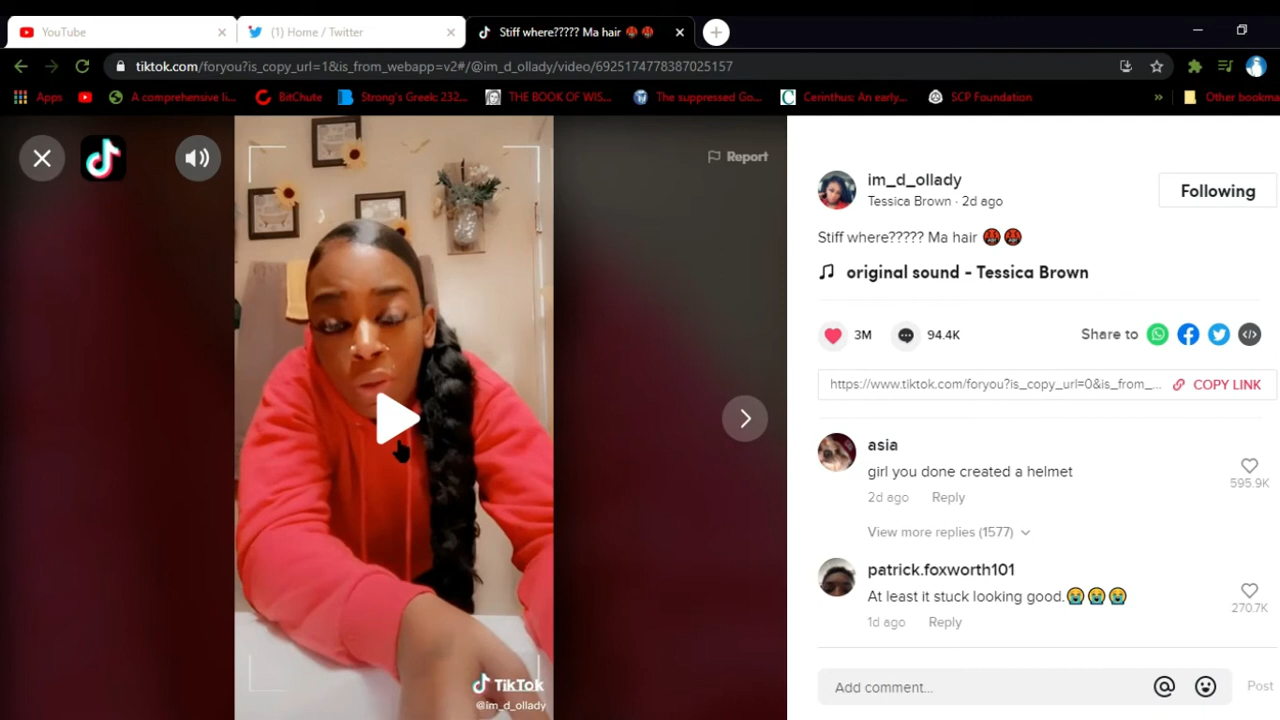 YouTube
(1) Home / Twitter
Stiff where????? Ma hair 👹👹
tiktok.com/foryou?is_copy_url=1&is_from_webapp=v2#/@im_d_ollady/video/6925174778387025157
Apps
A comprehensive li...
BitChute
Strong's Greek: 232...
THE BOOK OF WIS...
The suppressed Go...
Cerinthus: An early...
SCP Foundation
»
Other bookma
Report
TikTok
@im_d_ollady
im_d_ollady
Tessica Brown · 2d ago
Following
Stiff where????? Ma hair 👹👹
original sound - Tessica Brown
3M
94.4K
Share to
https://www.tiktok.com/foryou?is_copy_url=0&is_from_...
COPY LINK
asia
girl you done created a helmet
595.9K
2d ago Reply
View more replies (1577)
patrick.foxworth101
At least it stuck looking good.😭😭😭
270.7K
1d ago Reply
Add comment...
@
Post